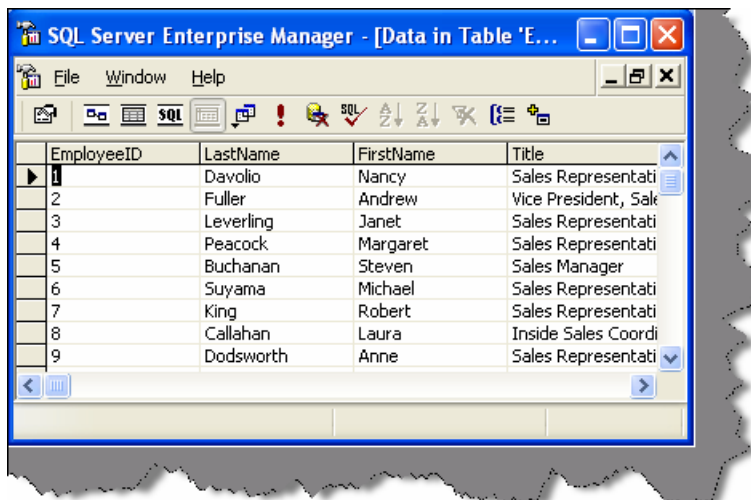 SQL Server Enterprise Manager - [Data in Table 'E...
File Window Help
SQL SQL A Z Z A
EmployeeID LastName FirstName Title
1 Davolio Nancy Sales Representati
2 Fuller Andrew Vice President, Sale
3 Leverling Janet Sales Representati
4 Peacock Margaret Sales Representati
5 Buchanan Steven Sales Manager
6 Suyama Michael Sales Representati
7 King Robert Sales Representati
8 Callahan Laura Inside Sales Coordi
9 Dodsworth Anne Sales Representati